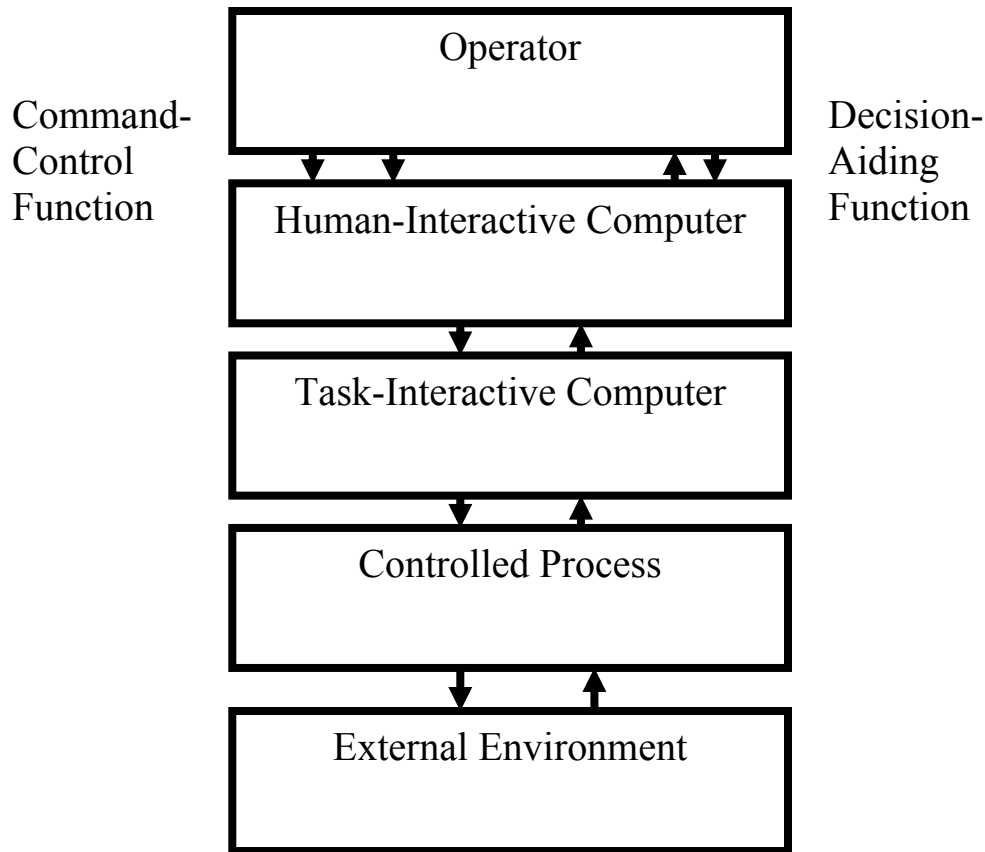 Operator
Command-
Control
Function
Decision-
Aiding
Function
Human-Interactive Computer
Task-Interactive Computer
Controlled Process
External Environment